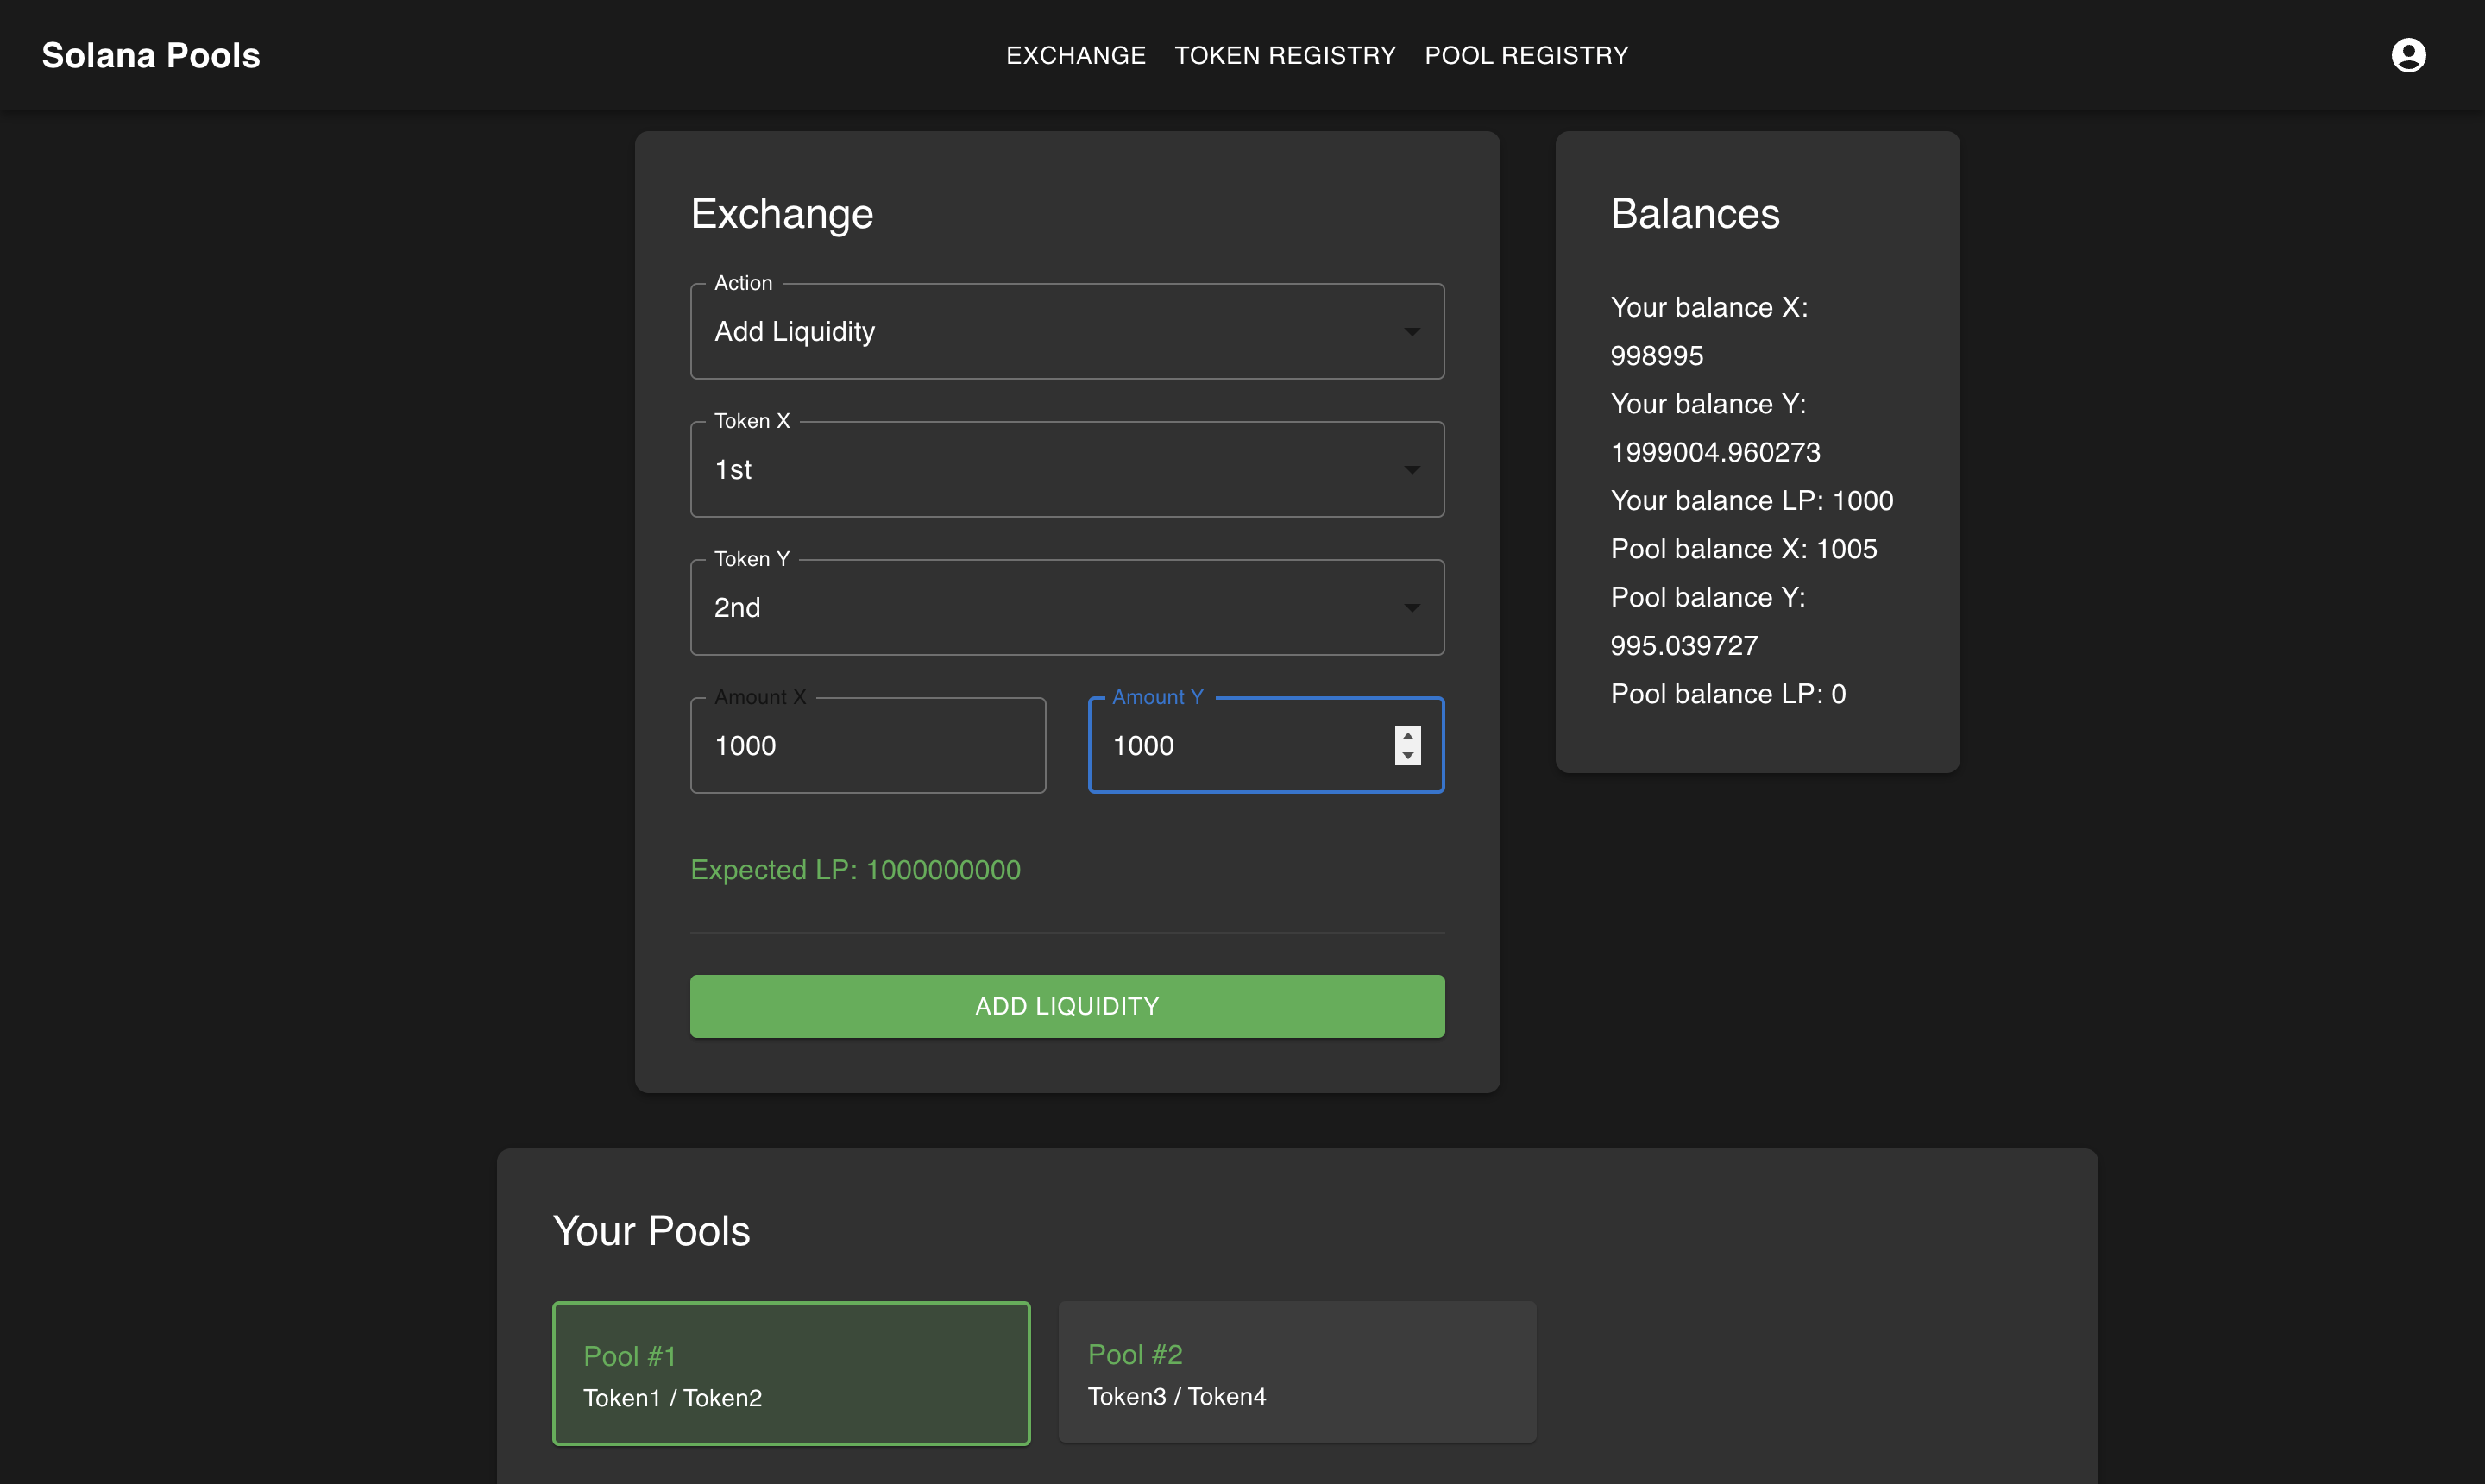 Solana Pools
EXCHANGE TOKEN REGISTRY POOL REGISTRY
Exchange
Action
Add Liquidity
Token X
1st
Token Y
2nd
Amount X
1000
Amount Y
1000
Expected LP: 1000000000
ADD LIQUIDITY
Balances
Your balance X:
998995
Your balance Y:
1999004.960273
Your balance LP: 1000
Pool balance X: 1005
Pool balance Y:
995.039727
Pool balance LP: 0
Your Pools
Pool #1
Token1 / Token2
Pool #2
Token3 / Token4